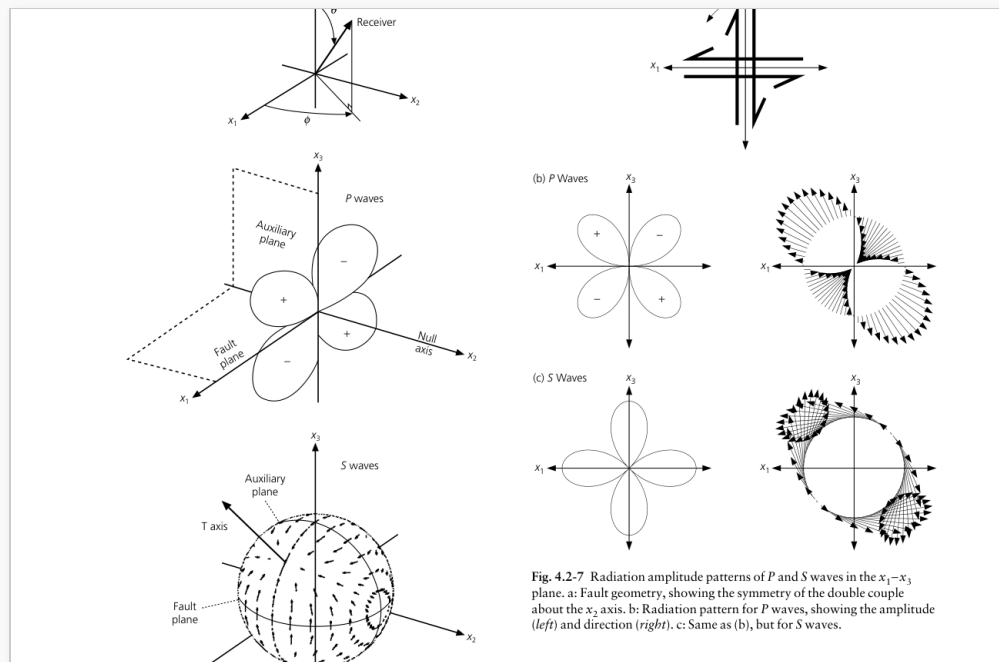 θ
Receiver
x₂
x₁
ϕ
x₃
P waves
Auxiliary
plane
−
+
+
Fault
plane
−
Null
axis
x₂
x₁
x₃
S waves
Auxiliary
plane
T axis
Fault
plane
x₂
x₁
(b) P Waves
x₃
+
−
x₁
−
+
x₃
x₁
(c) S Waves
x₃
x₁
x₃
x₁
Fig. 4.2-7 Radiation amplitude patterns of P and S waves in the x₁–x₃
plane. a: Fault geometry, showing the symmetry of the double couple
about the x₂ axis. b: Radiation pattern for P waves, showing the amplitude
(left) and direction (right). c: Same as (b), but for S waves.